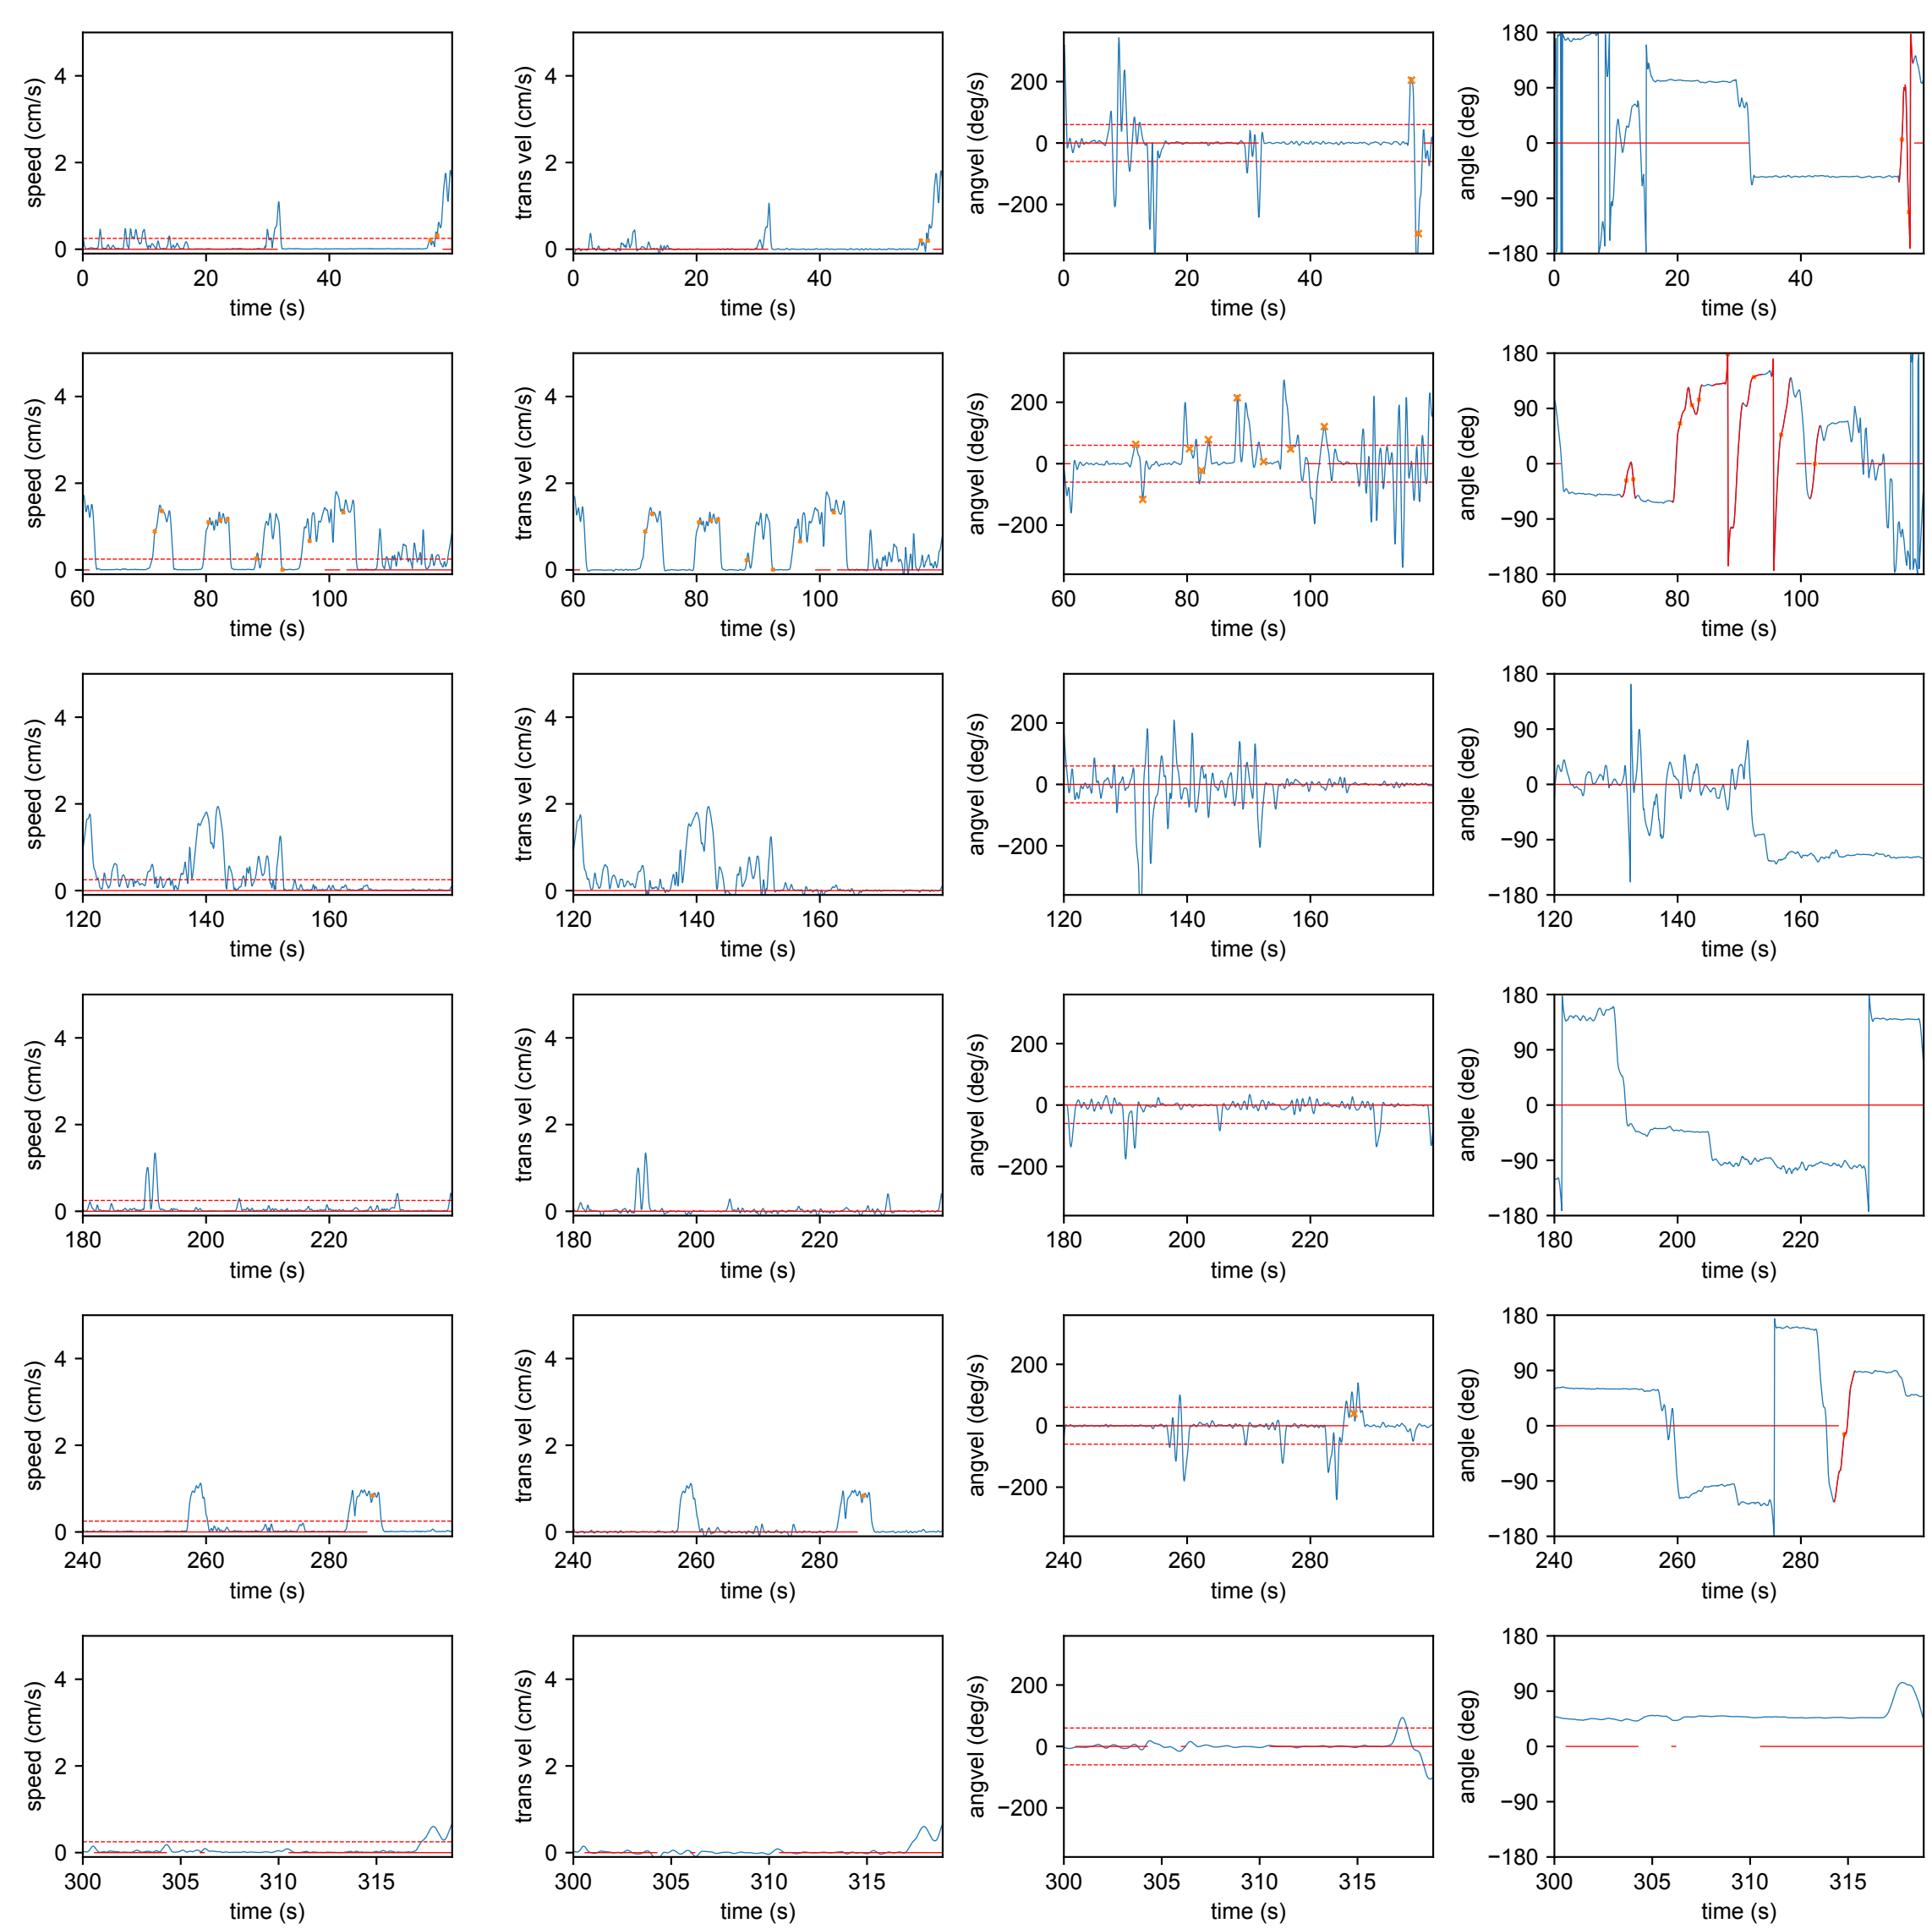 speed (cm/s)
4
2
0
0 20 40
time (s)
trans vel (cm/s)
4
2
0
0 20 40
time (s)
angvel (deg/s)
200
0
−200
0 20 40
time (s)
angle (deg)
180
90
0
−90
−180
0 20 40
time (s)
speed (cm/s)
4
2
0
60 80 100
time (s)
trans vel (cm/s)
4
2
0
60 80 100
time (s)
angvel (deg/s)
200
0
−200
60 80 100
time (s)
angle (deg)
180
90
0
−90
−180
60 80 100
time (s)
speed (cm/s)
4
2
0
120 140 160
time (s)
trans vel (cm/s)
4
2
0
120 140 160
time (s)
angvel (deg/s)
200
0
−200
120 140 160
time (s)
angle (deg)
180
90
0
−90
−180
120 140 160
time (s)
speed (cm/s)
4
2
0
180 200 220
time (s)
trans vel (cm/s)
4
2
0
180 200 220
time (s)
angvel (deg/s)
200
0
−200
180 200 220
time (s)
angle (deg)
180
90
0
−90
−180
180 200 220
time (s)
speed (cm/s)
4
2
0
240 260 280
time (s)
trans vel (cm/s)
4
2
0
240 260 280
time (s)
angvel (deg/s)
200
0
−200
240 260 280
time (s)
angle (deg)
180
90
0
−90
−180
240 260 280
time (s)
speed (cm/s)
4
2
0
300 305 310 315
time (s)
trans vel (cm/s)
4
2
0
300 305 310 315
time (s)
angvel (deg/s)
200
0
−200
300 305 310 315
time (s)
angle (deg)
180
90
0
−90
−180
300 305 310 315
time (s)